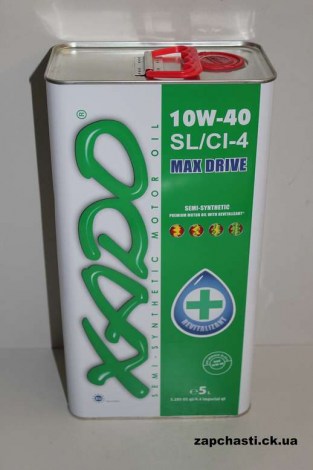 10W-40
SL/CI-4
MAX DRIVE
SEMI-SYNTHETIC
PREMIUM MOTOR OIL WITH REVITALIZANT®
XADO®
SEMI-SYNTHETIC MOTOR OIL
REVITALIZANT
5L
zapchasti.ck.ua